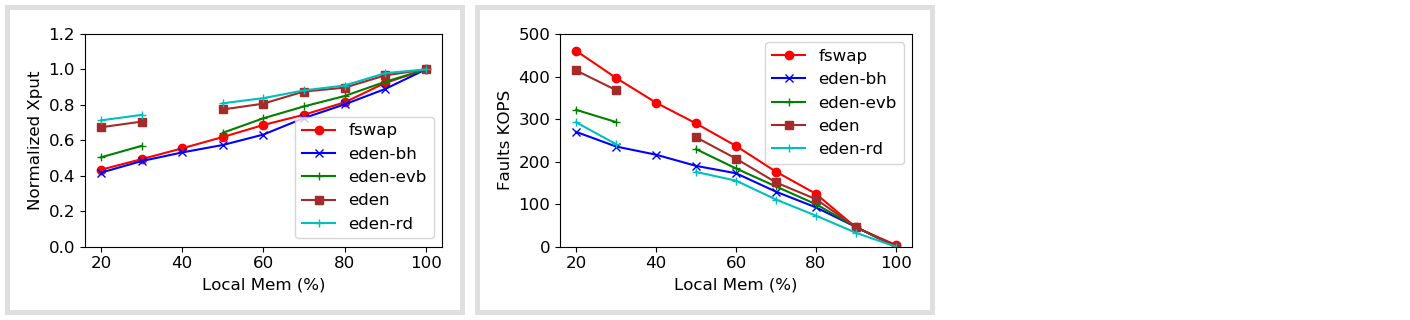 1.2
1.0
0.8
0.6
0.4
0.2
0.0
Normalized Xput
20 40 60 80 100
Local Mem (%)
fswap
eden-bh
eden-evb
eden
eden-rd
500
400
300
200
100
0
Faults KOPS
20 40 60 80 100
Local Mem (%)
fswap
eden-bh
eden-evb
eden
eden-rd